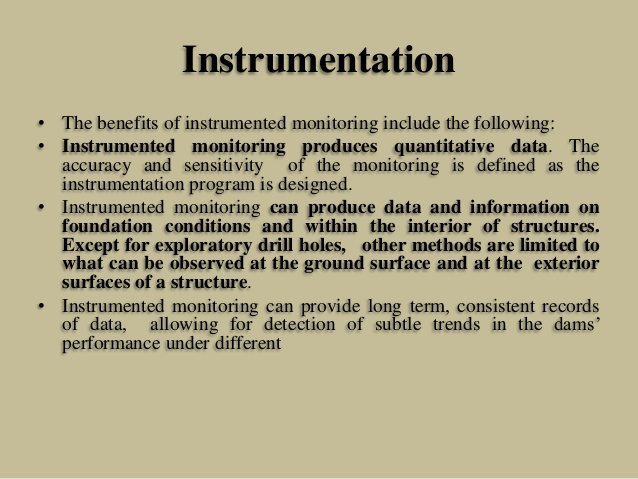 Instrumentation
• The benefits of instrumented monitoring include the following:
• Instrumented monitoring produces quantitative data. The
accuracy and sensitivity of the monitoring is defined as the
instrumentation program is designed.
• Instrumented monitoring can produce data and information on
foundation conditions and within the interior of structures.
Except for exploratory drill holes, other methods are limited to
what can be observed at the ground surface and at the exterior
surfaces of a structure.
• Instrumented monitoring can provide long term, consistent records
of data, allowing for detection of subtle trends in the dams’
performance under different